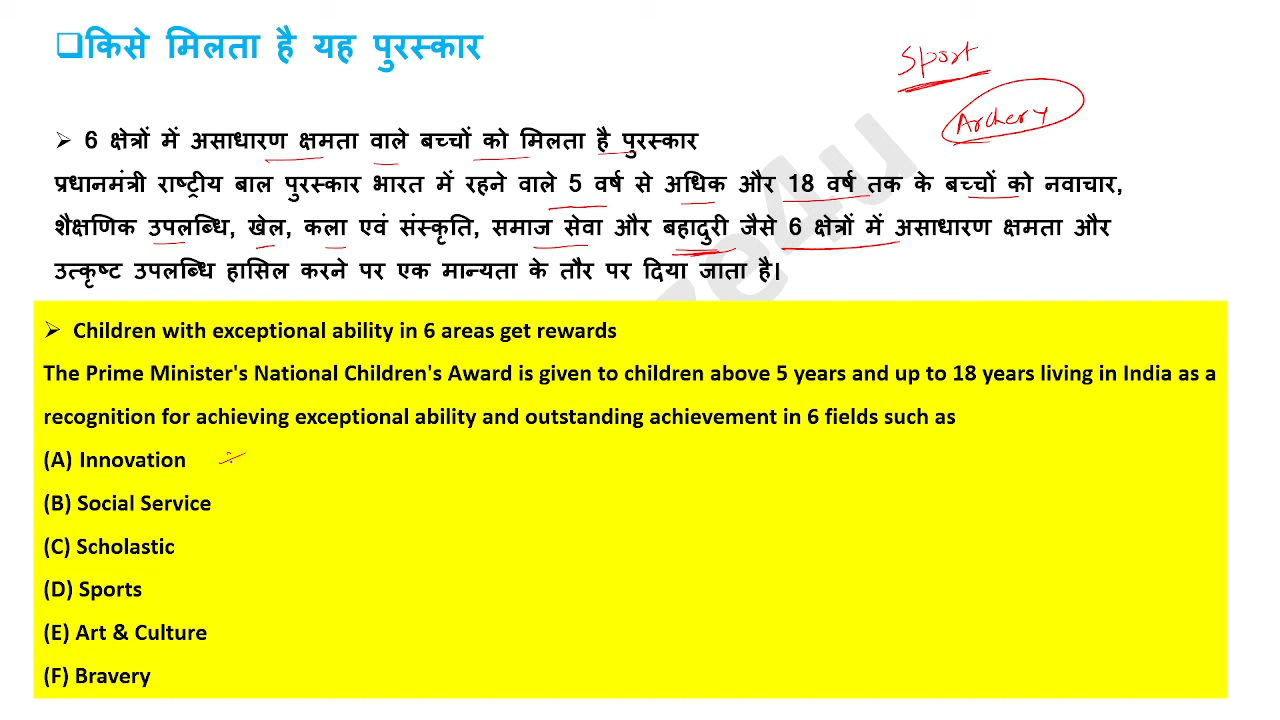 ❑किसे मिलता है यह पुरस्कार
Sport
Archery
➢ 6 क्षेत्रों में असाधारण क्षमता वाले बच्चों को मिलता है पुरस्कार
प्रधानमंत्री राष्ट्रीय बाल पुरस्कार भारत में रहने वाले 5 वर्ष से अधिक और 18 वर्ष तक के बच्चों को नवाचार,
शैक्षणिक उपलब्धि, खेल, कला एवं संस्कृति, समाज सेवा और बहादुरी जैसे 6 क्षेत्रों में असाधारण क्षमता और
उत्कृष्ट उपलब्धि हासिल करने पर एक मान्यता के तौर पर दिया जाता है।
➢ Children with exceptional ability in 6 areas get rewards
The Prime Minister's National Children's Award is given to children above 5 years and up to 18 years living in India as a
recognition for achieving exceptional ability and outstanding achievement in 6 fields such as
(A) Innovation
(B) Social Service
(C) Scholastic
(D) Sports
(E) Art & Culture
(F) Bravery